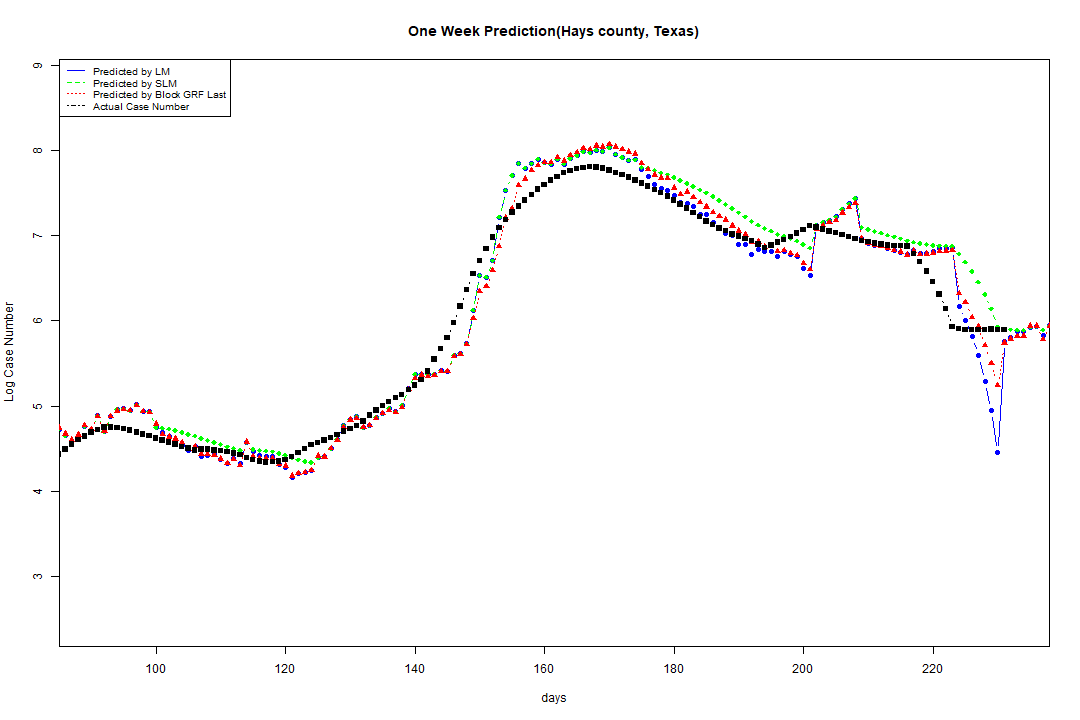 One Week Prediction(Hays county, Texas)
Predicted by LM
Predicted by SLM
Predicted by Block GRF Last
Actual Case Number
9
8
7
6
5
4
3
Log Case Number
100 120 140 160 180 200 220
days